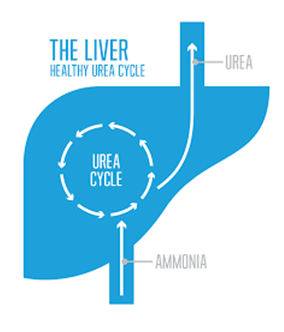 THE LIVER
HEALTHY UREA CYCLE
UREA
UREA
CYCLE
AMMONIA